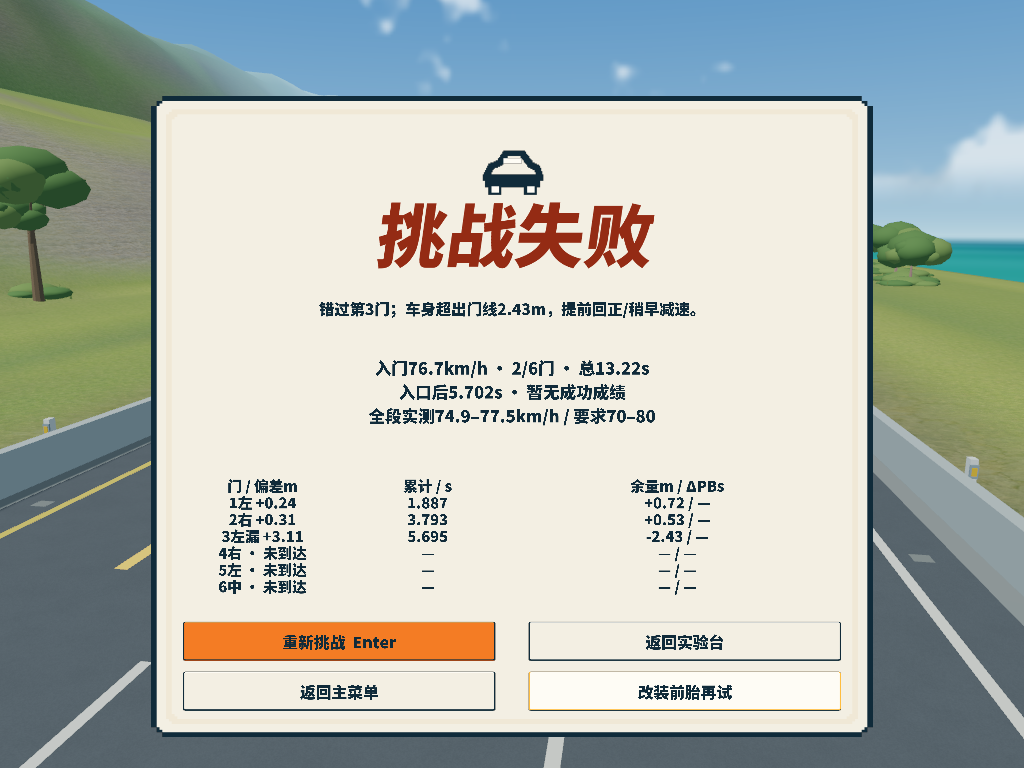 挑战失败
错过第3门；车身超出门线2.43m，提前回正/稍早减速。
入门76.7km/h · 2/6门 · 总13.22s
入口后5.702s · 暂无成功成绩
全段实测74.9–77.5km/h / 要求70–80
门 / 偏差m 累计 / s 余量m / ΔPBs
1左 +0.24 1.887 +0.72 / —
2右 +0.31 3.793 +0.53 / —
3左漏 +3.11 5.695 -2.43 / —
4右 · 未到达 — — / —
5左 · 未到达 — — / —
6中 · 未到达 — — / —
重新挑战 Enter 返回实验台
返回主菜单 改装前胎再试